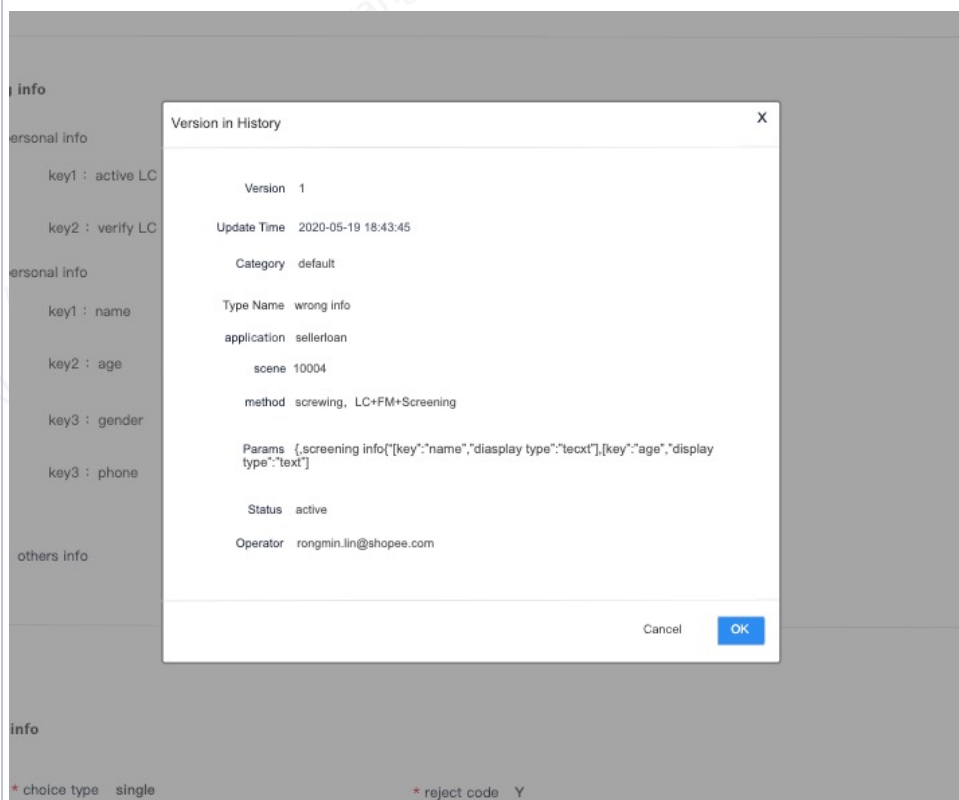 info
ersonal info
key1：active LC
key2：verify LC
ersonal info
key1：name
key2：age
key3：gender
key3：phone
others info
Version in History X
Version 1
Update Time 2020-05-19 18:43:45
Category default
Type Name wrong info
application sellerloan
scene 10004
method screwing，LC+FM+Screening
Params {,screening info{"[key":"name","diasplay type":"tecxt"],[key":"age","display
type":"text"]
Status active
Operator rongmin.lin@shopee.com
Cancel OK
info
* choice type single * reject code Y